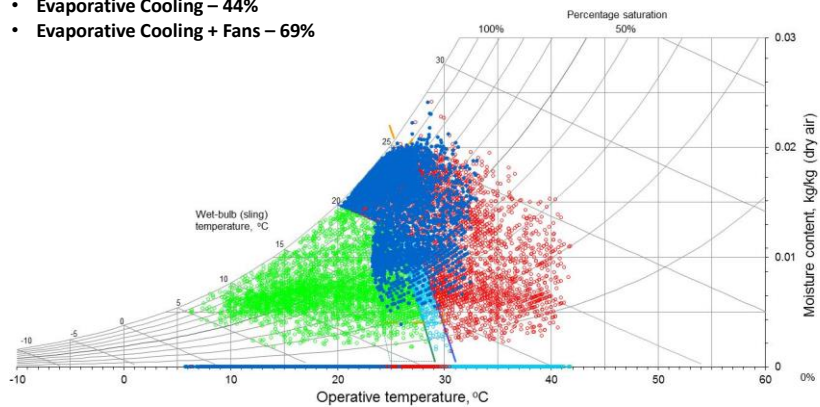 • Evaporative Cooling – 44%
• Evaporative Cooling + Fans – 69%
Percentage saturation
100% 50%
0.03
30
25
0.02
20
Wet-bulb (sling)
temperature, ºC
15
0.01
10
5
0
-5
-10
0
0%
-10 0 10 20 30 40 50 60
Operative temperature, ºC
Moisture content, kg/kg (dry air)